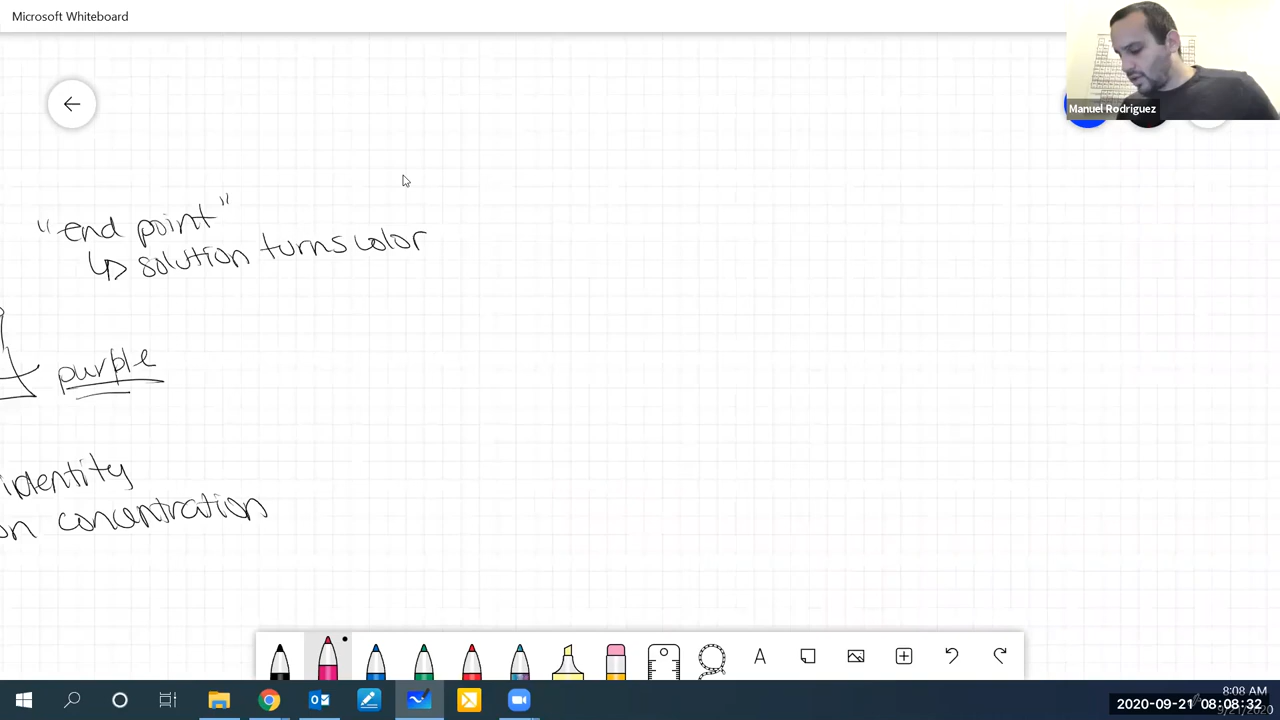 Microsoft Whiteboard
Manuel Rodriguez
"end point"
↳ solution turns color
purple
identity
on concentration
A
8:08 AM
2020-09-21 08:08:32